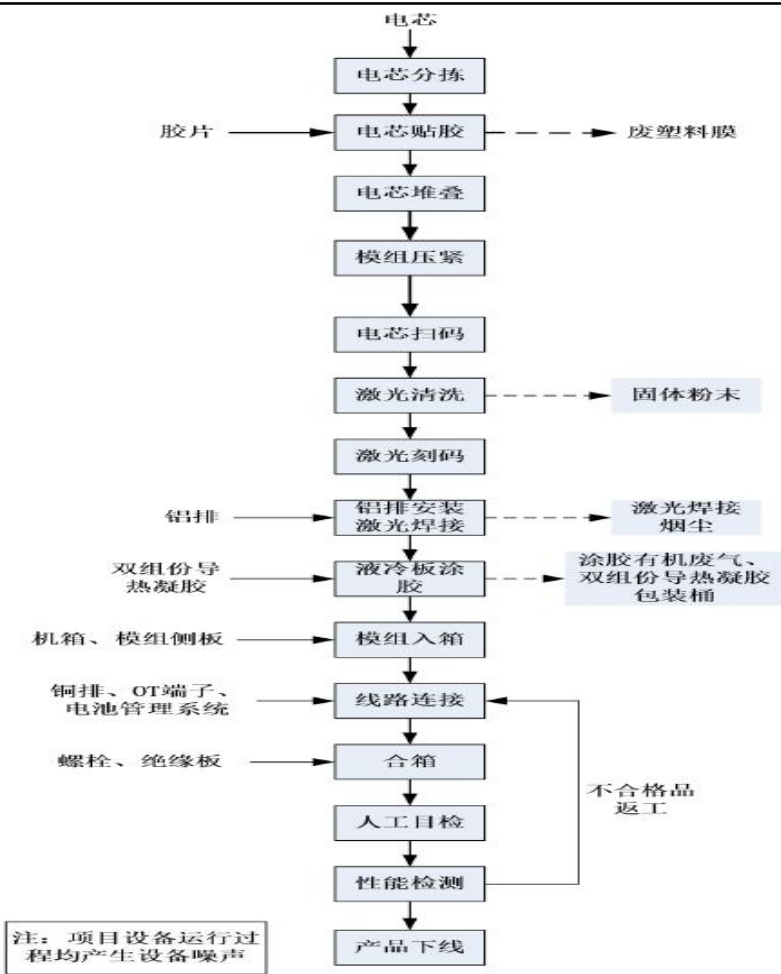 电芯
电芯分拣
胶片
电芯贴胶
废塑料膜
电芯堆叠
模组压紧
电芯扫码
激光清洗
固体粉末
激光刻码
铝排
铝排安装
激光焊接
激光焊接
烟尘
双组份导
热凝胶
液冷板涂
胶
涂胶有机废气、
双组份导热凝胶
包装桶
机箱、模组侧板
模组入箱
铜排、OT端子、
电池管理系统
线路连接
螺栓、绝缘板
合箱
不合格品
返工
人工目检
性能检测
产品下线
注：项目设备运行过
程均产生设备噪声